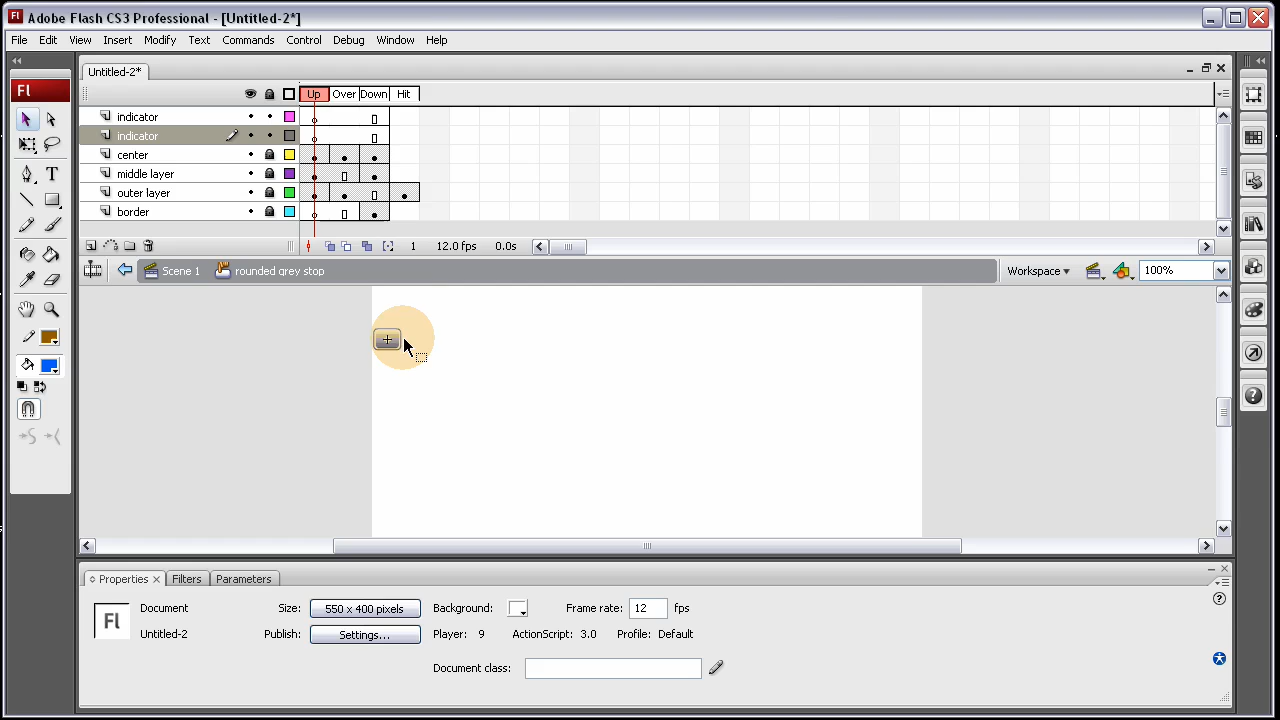 Adobe Flash CS3 Professional - [Untitled-2*]
File Edit View Insert Modify Text Commands Control Debug Window Help
Untitled-2*
Fl
Up Over Down Hit
indicator
indicator
center
middle layer
outer layer
border
T
1 12.0 fps 0.0s
Scene 1 rounded grey stop Workspace 100%
Properties Filters Parameters
Fl Document Size: 550 x 400 pixels Background: Frame rate: 12 fps
Untitled-2 Publish: Settings... Player: 9 ActionScript: 3.0 Profile: Default
Document class: